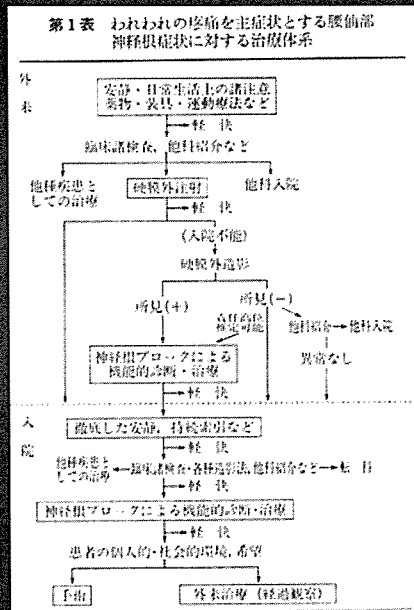 第1表 われわれの疼痛を主症状とする腰仙部
神経根症状に対する治療体系
外
来
安静・日常生活上の諸注意
薬物・装具・運動療法など
軽快
臨床諸検査,他科紹介など
他種疾患と
しての治療
硬膜外注射
他科入院
軽快
(入院不能)
硬膜外造影
所見(+)
所見(−)
責任高位
推定可能
他科紹介
他科入院
異常なし
神経根ブロックによる
機能的診断・治療
軽快
入
院
徹底した安静,持続索引など
軽快
他種疾患と
しての治療
臨床諸検査・各種造影法,他科紹介など
転科
軽快
神経根ブロックによる機能的診断・治療
軽快
患者の個人的・社会的環境,希望
手術
外来治療(経過観察)